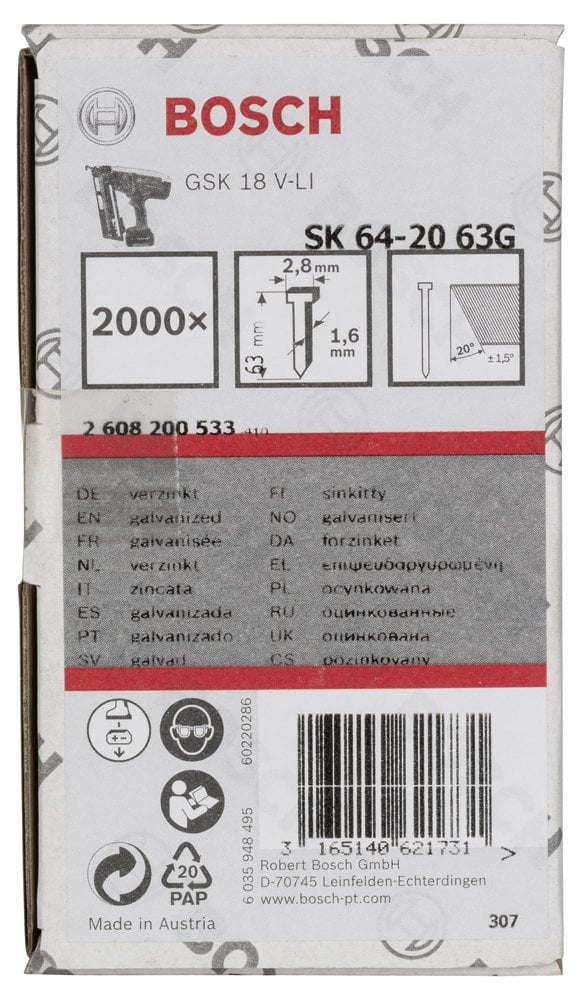 BOSCH
GSK 18 V-LI
SK 64-20 63G
2000×
2,8 mm
63 mm
1,6 mm
20°
± 1,5°
2 608 200 533 410
DE verzinkt
EN galvanized
FR galvanisée
NL verzinkt
IT zincata
ES galvanizada
PT galvanizado
SV galvad
FI sinkitty
NO galvanisert
DA forzinket
EL επιψευδαργυρωμένη
PL ocynkowana
RU оцинкованные
UK оцинкована
CS pozinkovaný
60220286
6 035 948 495
20
PAP
3 165140 621731 >
Robert Bosch GmbH
D-70745 Leinfelden-Echterdingen
www.bosch-pt.com
Made in Austria
307